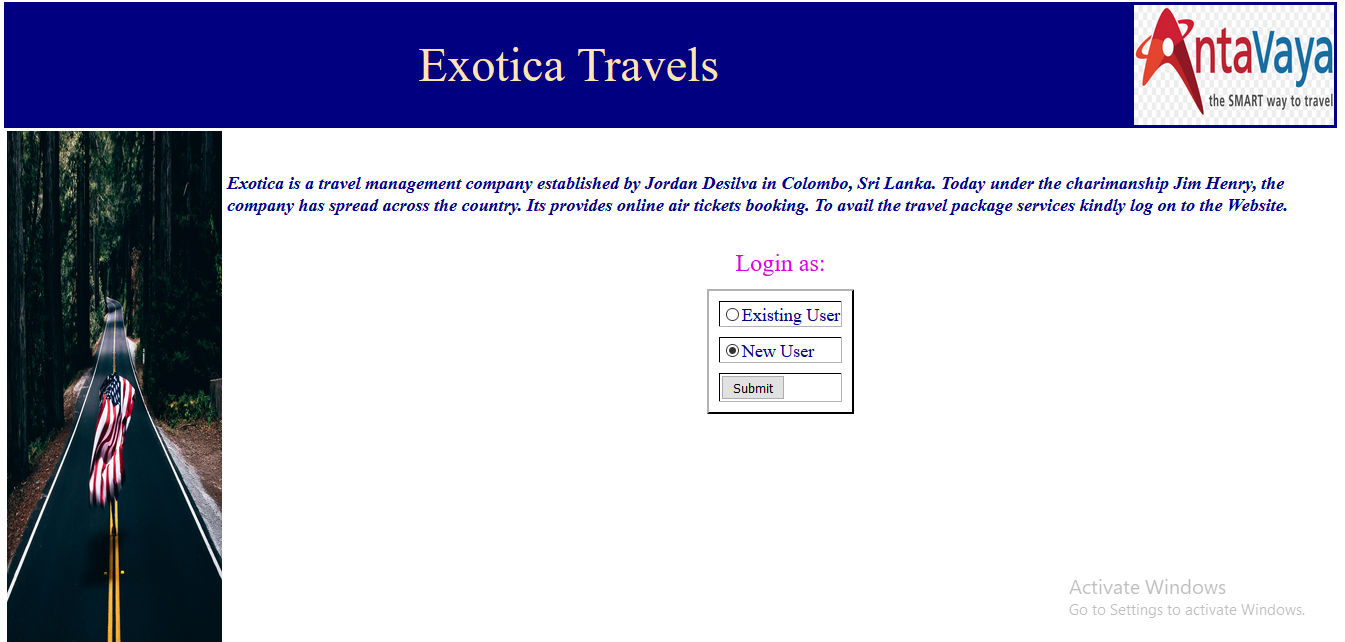 Exotica Travels
AntaVaya
the SMART way to travel
Exotica is a travel management company established by Jordan Desilva in Colombo, Sri Lanka. Today under the charimanship Jim Henry, the
company has spread across the country. Its provides online air tickets booking. To avail the travel package services kindly log on to the Website.
Login as:
Existing User
New User
Submit
Activate Windows
Go to Settings to activate Windows.